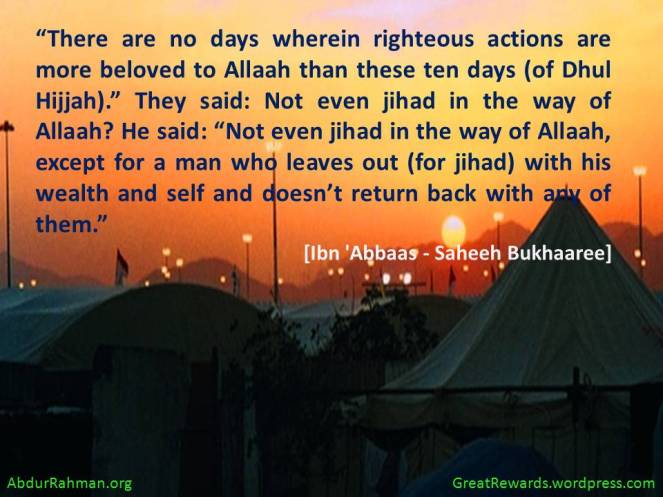 “There are no days wherein righteous actions are
more beloved to Allaah than these ten days (of Dhul
Hijjah).” They said: Not even jihad in the way of
Allaah? He said: “Not even jihad in the way of Allaah,
except for a man who leaves out (for jihad) with his
wealth and self and doesn’t return back with any of
them.”
[Ibn 'Abbaas - Saheeh Bukhaaree]
AbdurRahman.org
GreatRewards.wordpress.com